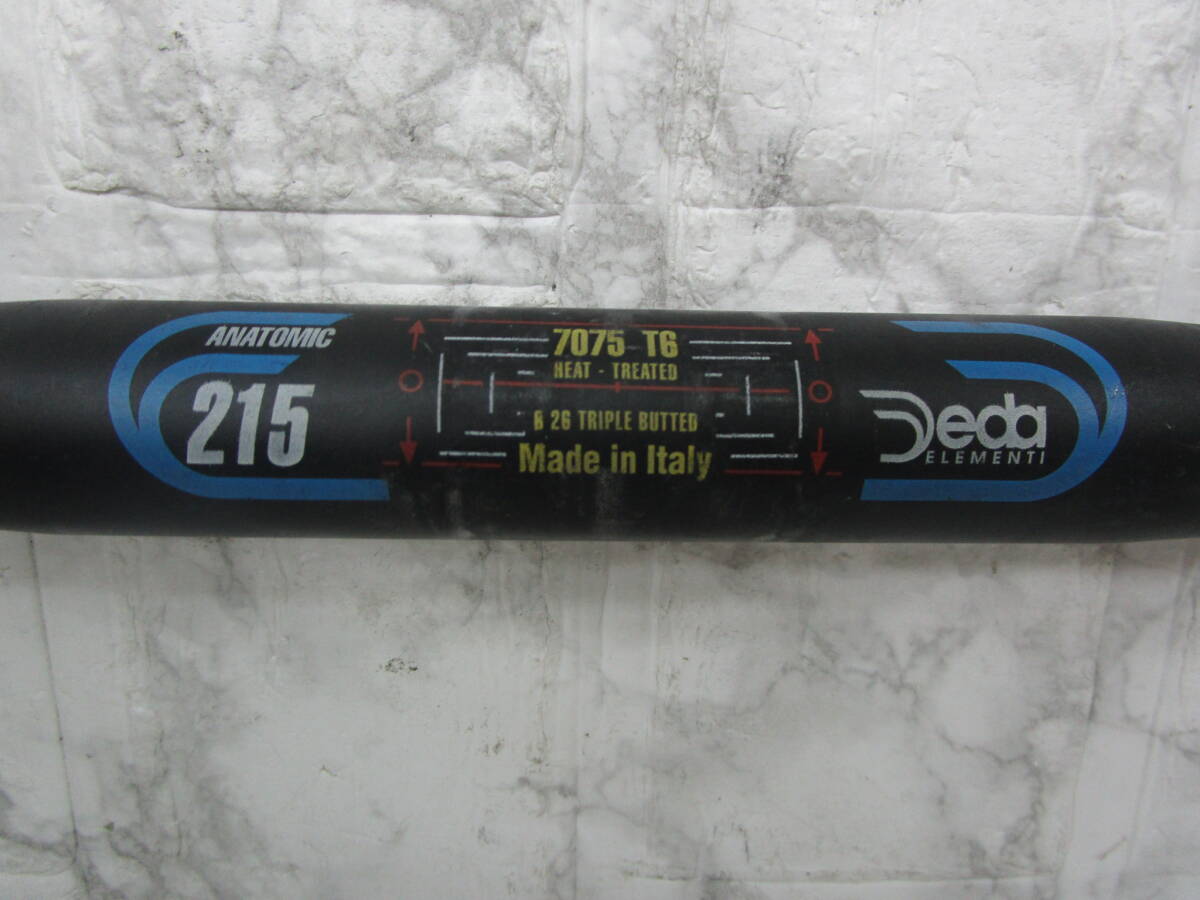 ANATOMIC
215
7075 T6
HEAT - TREATED
Ø 26 TRIPLE BUTTED
Made in Italy
Deda
ELEMENTI